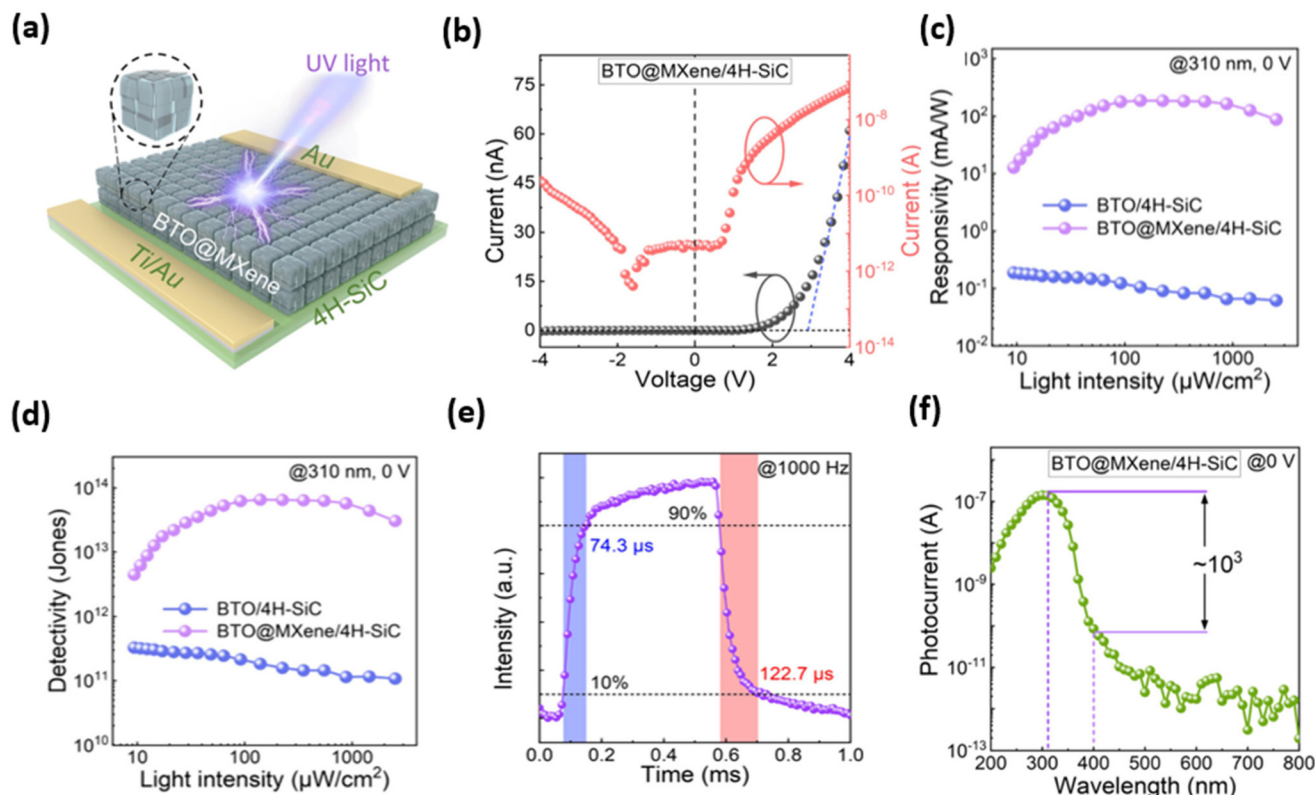 (a)
UV light
Au
BTO@MXene
Ti/Au
4H-SiC
(b)
BTO@MXene/4H-SiC
Current (nA)
75
60
45
30
15
0
-4
-2
0
2
4
Voltage (V)
10⁻⁸
10⁻¹⁰
10⁻¹²
10⁻¹⁴
Current (A)
(c)
@310 nm, 0 V
Responsivity (mA/W)
10³
10²
10¹
10⁰
10⁻¹
10⁻²
BTO/4H-SiC
BTO@MXene/4H-SiC
10
100
1000
Light intensity (μW/cm²)
(d)
@310 nm, 0 V
Detectivity (Jones)
10¹⁴
10¹³
10¹²
10¹¹
10¹⁰
BTO/4H-SiC
BTO@MXene/4H-SiC
10
100
1000
Light intensity (μW/cm²)
(e)
@1000 Hz
Intensity (a.u.)
90%
74.3 μs
10%
122.7 μs
0.0
0.2
0.4
0.6
0.8
1.0
Time (ms)
(f)
BTO@MXene/4H-SiC @0 V
Photocurrent (A)
10⁻⁷
10⁻⁹
10⁻¹¹
10⁻¹³
~10³
200
300
400
500
600
700
800
Wavelength (nm)